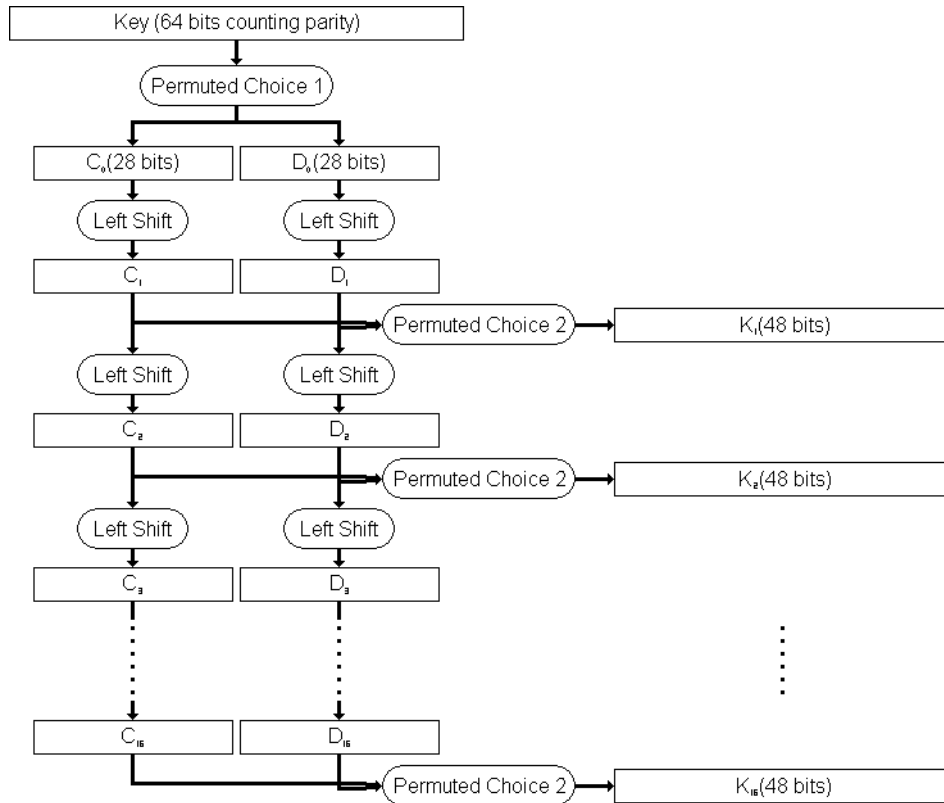 Key (64 bits counting parity)
Permuted Choice 1
C₀(28 bits) D₀(28 bits)
Left Shift Left Shift
C₁ D₁
Permuted Choice 2 K₁(48 bits)
Left Shift Left Shift
C₂ D₂
Permuted Choice 2 K₂(48 bits)
Left Shift Left Shift
C₃ D₃
C₁₆ D₁₆
Permuted Choice 2 K₁₆(48 bits)